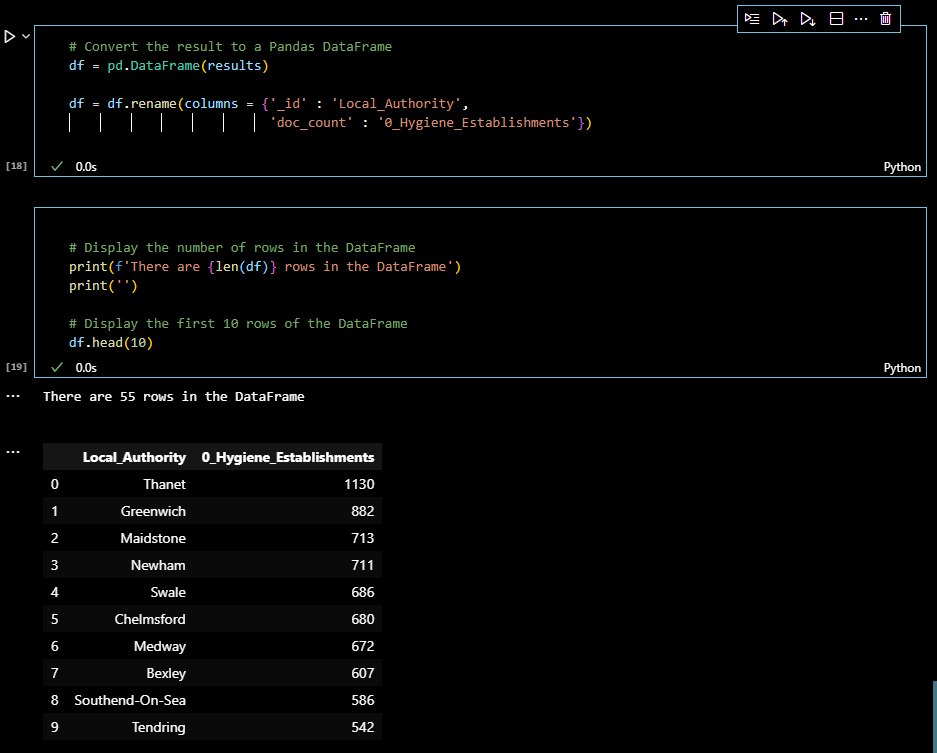 # Convert the result to a Pandas DataFrame
df = pd.DataFrame(results)
df = df.rename(columns = {'_id' : 'Local_Authority',
'doc_count' : '0_Hygiene_Establishments'})
[18] 0.0s Python
# Display the number of rows in the DataFrame
print(f'There are {len(df)} rows in the DataFrame')
print('')
# Display the first 10 rows of the DataFrame
df.head(10)
[19] 0.0s Python
There are 55 rows in the DataFrame
Local_Authority 0_Hygiene_Establishments
0 Thanet 1130
1 Greenwich 882
2 Maidstone 713
3 Newham 711
4 Swale 686
5 Chelmsford 680
6 Medway 672
7 Bexley 607
8 Southend-On-Sea 586
9 Tendring 542